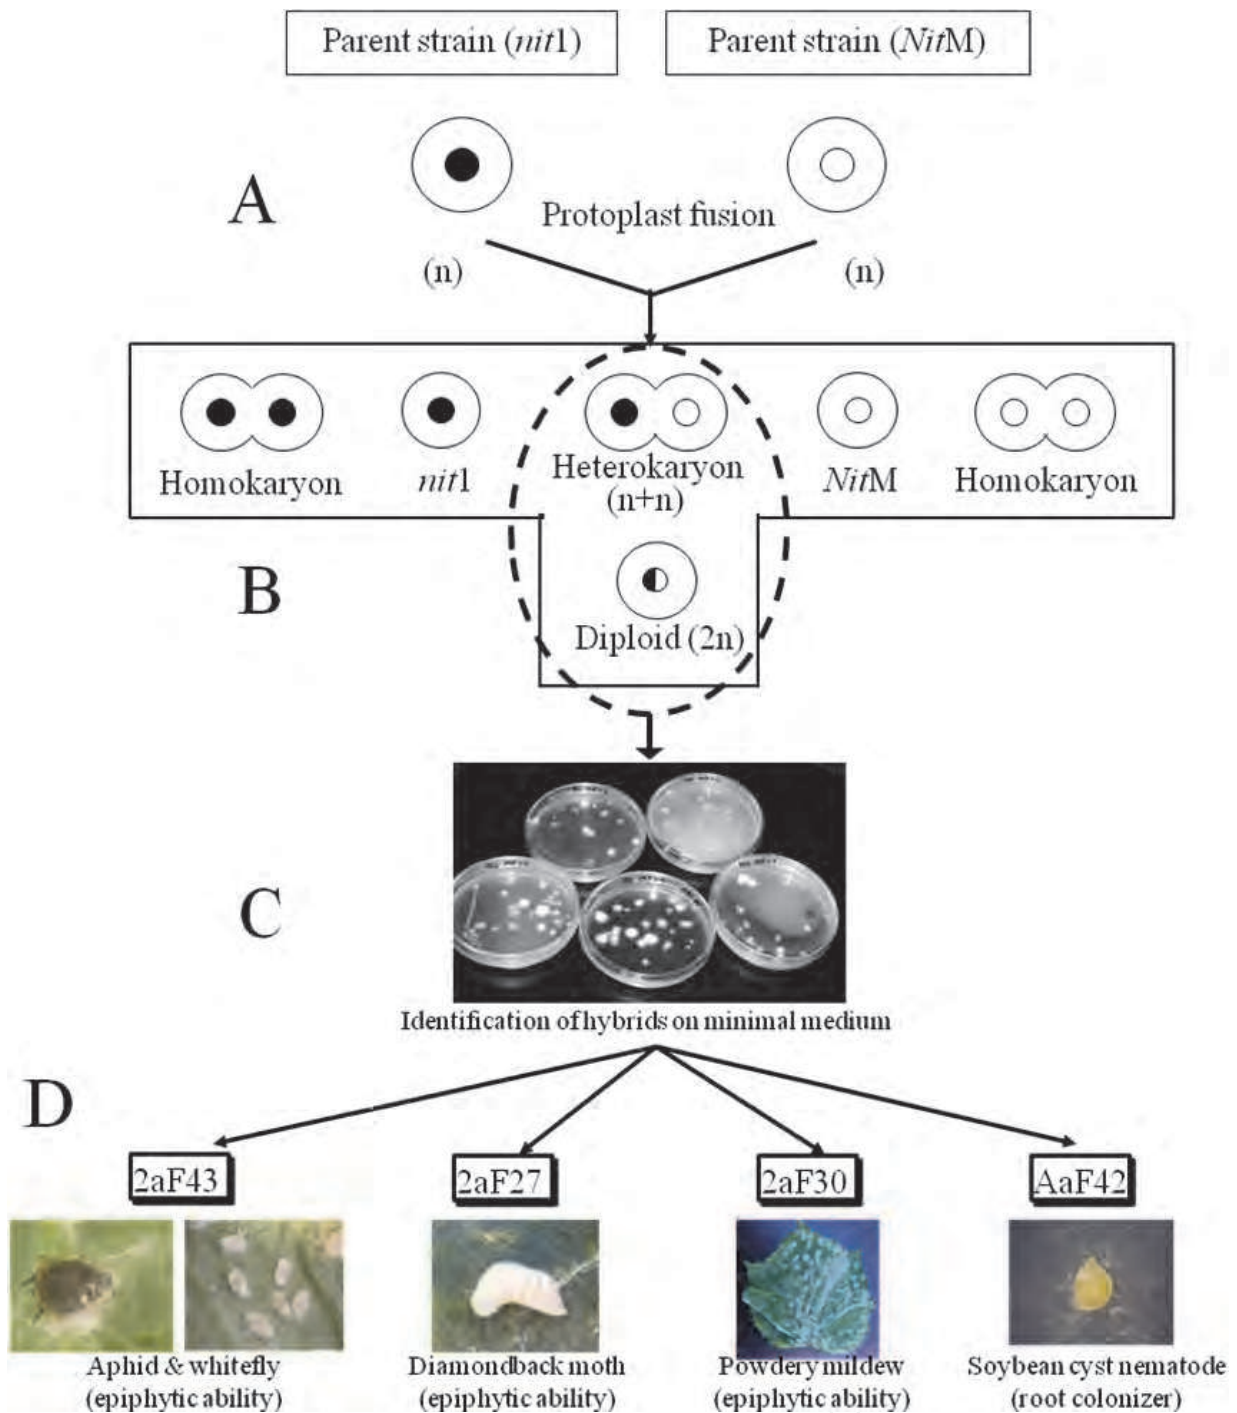 Parent strain (nit1)
Parent strain (NitM)
A
Protoplast fusion
(n)
(n)
Homokaryon
nit1
Heterokaryon
(n+n)
NitM
Homokaryon
B
Diploid (2n)
C
Identification of hybrids on minimal medium
D
2aF43
2aF27
2aF30
AaF42
Aphid & whitefly
(epiphytic ability)
Diamondback moth
(epiphytic ability)
Powdery mildew
(epiphytic ability)
Soybean cyst nematode
(root colonizer)